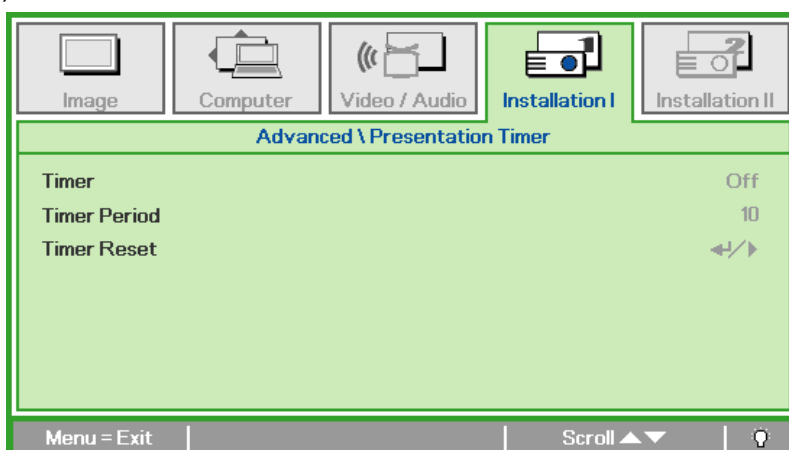 Image Computer Video / Audio Installation I Installation II
Advanced \ Presentation Timer
Timer Off
Timer Period 10
Timer Reset
Menu = Exit Scroll